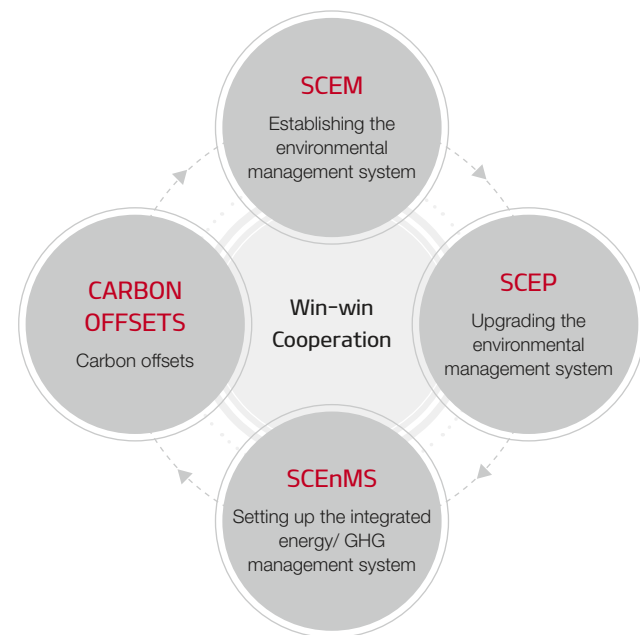 SCEM
Establishing the
environmental
management system
CARBON
OFFSETS
Carbon offsets
Win-win
Cooperation
SCEP
Upgrading the
environmental
management system
SCEnMS
Setting up the integrated
energy/ GHG
management system